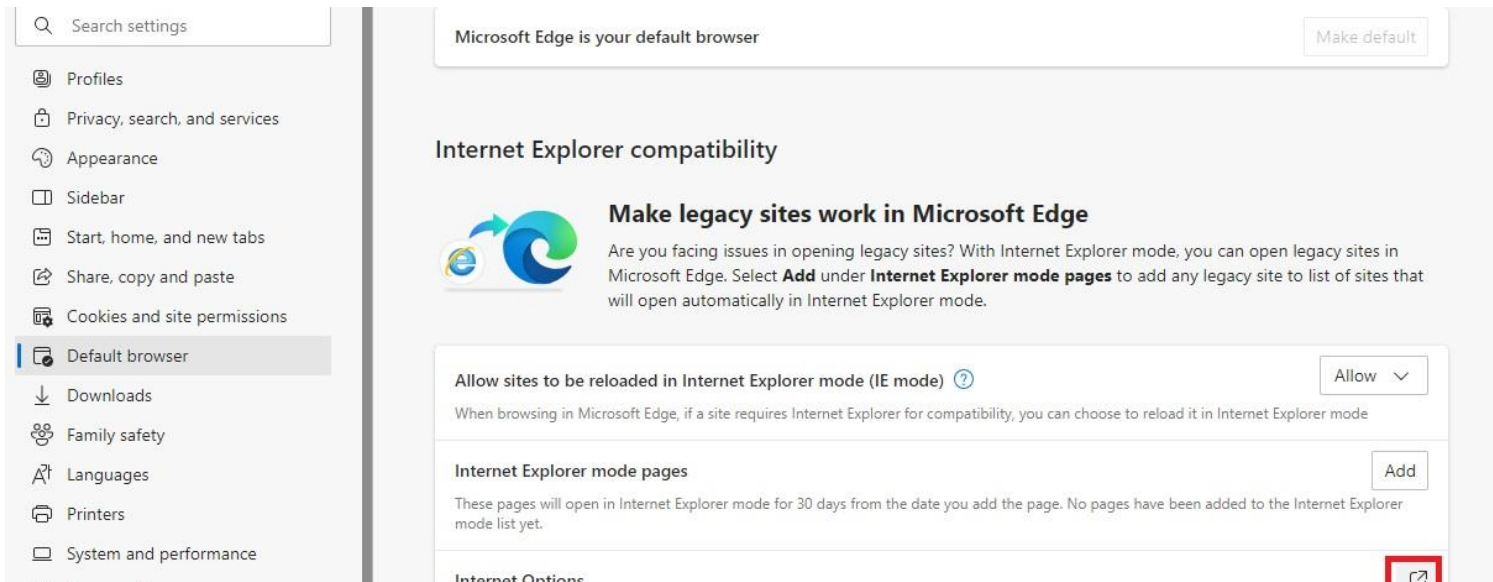 Search settings
Profiles
Privacy, search, and services
Appearance
Sidebar
Start, home, and new tabs
Share, copy and paste
Cookies and site permissions
Default browser
Downloads
Family safety
Languages
Printers
System and performance
Microsoft Edge is your default browser
Make default
Internet Explorer compatibility
Make legacy sites work in Microsoft Edge
Are you facing issues in opening legacy sites? With Internet Explorer mode, you can open legacy sites in
Microsoft Edge. Select Add under Internet Explorer mode pages to add any legacy site to list of sites that
will open automatically in Internet Explorer mode.
Allow sites to be reloaded in Internet Explorer mode (IE mode)
Allow
When browsing in Microsoft Edge, if a site requires Internet Explorer for compatibility, you can choose to reload it in Internet Explorer mode
Internet Explorer mode pages
Add
These pages will open in Internet Explorer mode for 30 days from the date you add the page. No pages have been added to the Internet Explorer
mode list yet.
Internet Options